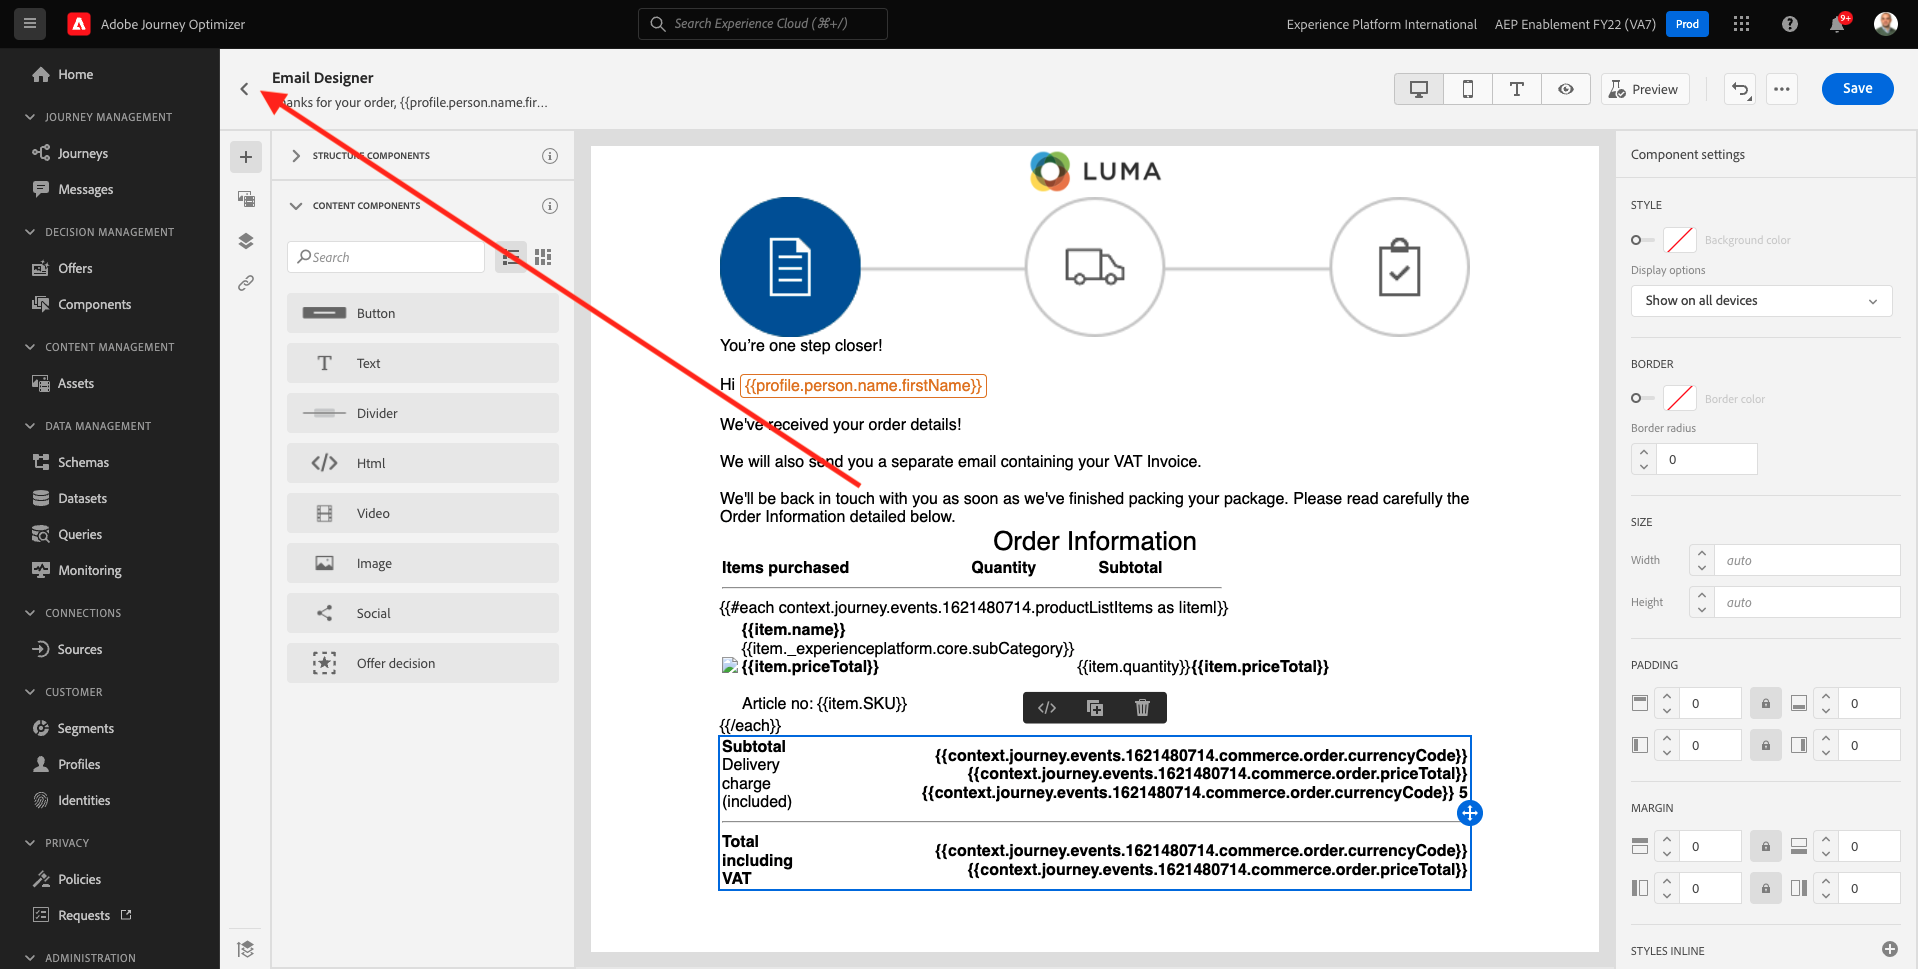 Adobe Journey Optimizer
Search Experience Cloud (⌘+/)
Experience Platform International
AEP Enablement FY22 (VA7)
Prod
9+
Home
JOURNEY MANAGEMENT
Journeys
Messages
DECISION MANAGEMENT
Offers
Components
CONTENT MANAGEMENT
Assets
DATA MANAGEMENT
Schemas
Datasets
Queries
Monitoring
CONNECTIONS
Sources
CUSTOMER
Segments
Profiles
Identities
PRIVACY
Policies
Requests
ADMINISTRATION
Email Designer
anks for your order, {{profile.person.name.fir...
Preview
Save
STRUCTURE COMPONENTS
CONTENT COMPONENTS
Search
Button
Text
Divider
Html
Video
Image
Social
Offer decision
LUMA
You're one step closer!
Hi {{profile.person.name.firstName}}
We've received your order details!
We will also send you a separate email containing your VAT Invoice.
We'll be back in touch with you as soon as we've finished packing your package. Please read carefully the
Order Information detailed below.
Order Information
Items purchased Quantity Subtotal
{{#each context.journey.events.1621480714.productListItems as |item|}}
{{item.name}}
{{item._experienceplatform.core.subCategory}}
{{item.priceTotal}} {{item.quantity}}{{item.priceTotal}}
Article no: {{item.SKU}}
{{/each}}
Subtotal
Delivery
charge
(included)
{{context.journey.events.1621480714.commerce.order.currencyCode}}
{{context.journey.events.1621480714.commerce.order.priceTotal}}
{{context.journey.events.1621480714.commerce.order.currencyCode}} 5
Total
including
VAT
{{context.journey.events.1621480714.commerce.order.currencyCode}}
{{context.journey.events.1621480714.commerce.order.priceTotal}}
Component settings
STYLE
Background color
Display options
Show on all devices
BORDER
Border color
Border radius
0
SIZE
Width auto
Height auto
PADDING
0 0
0 0
MARGIN
0 0
0 0
STYLES INLINE